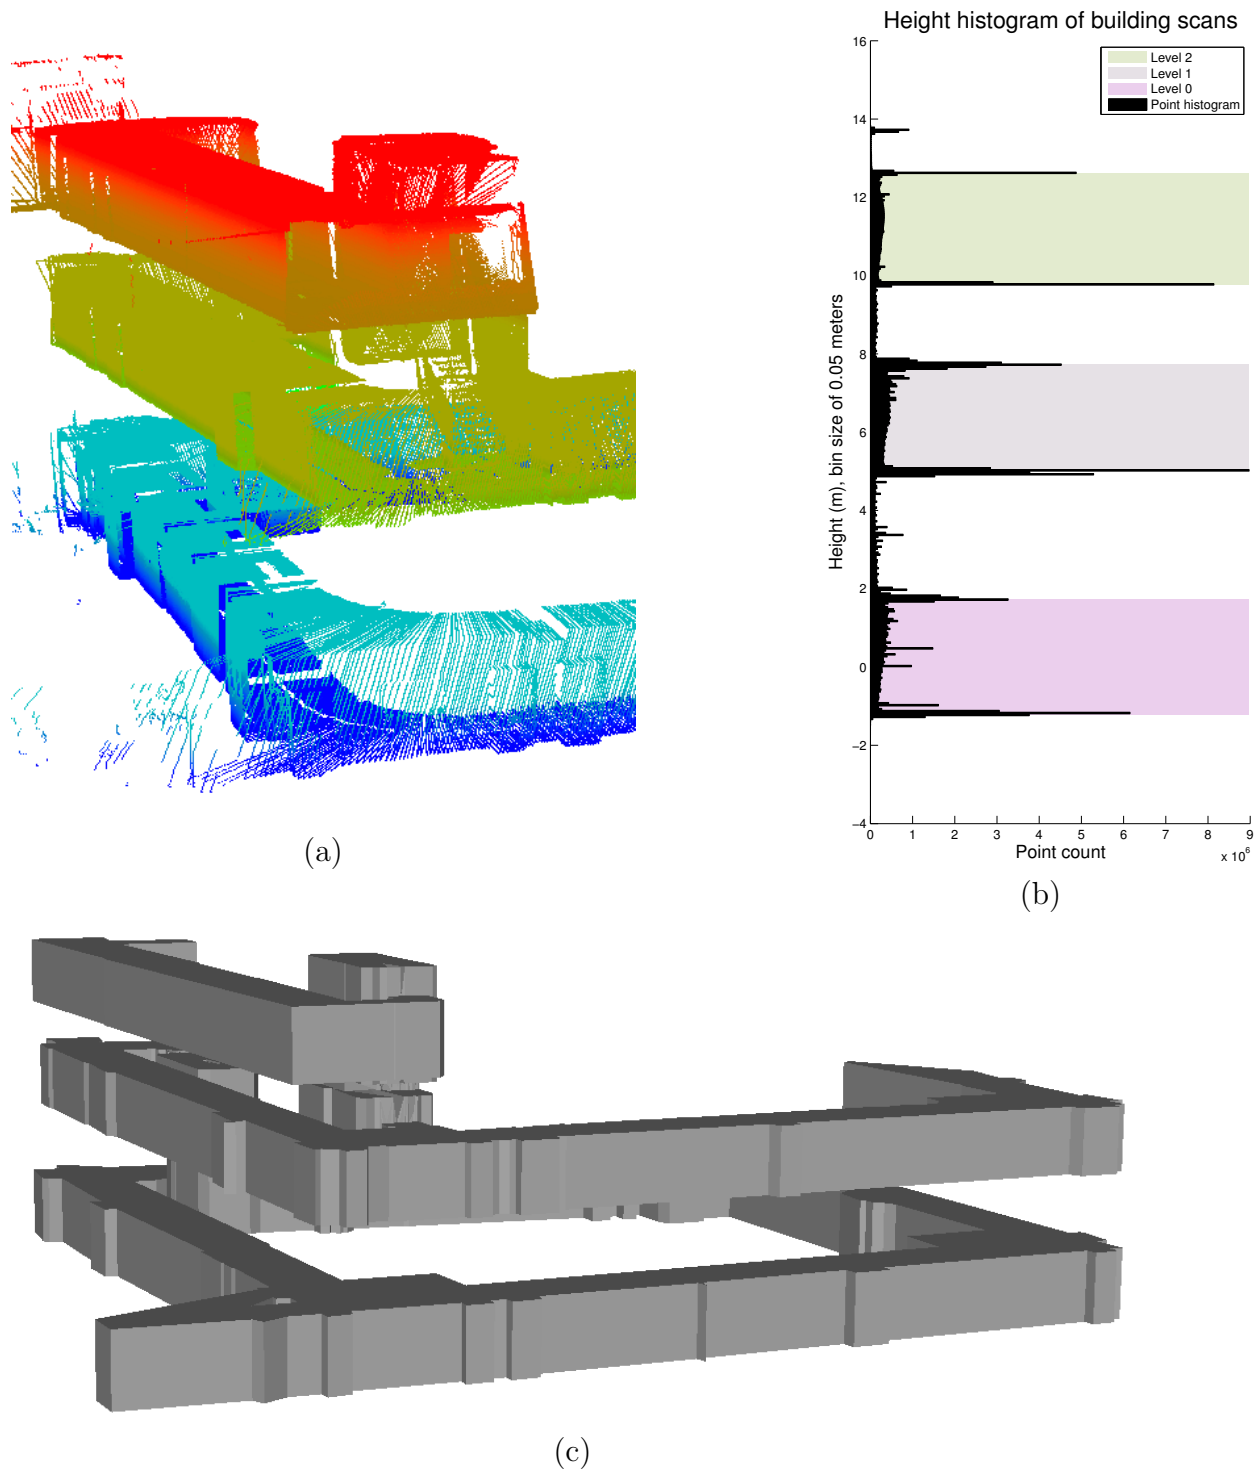 Height histogram of building scans
16
14
12
10
8
6
4
2
0
−2
−4
Height (m), bin size of 0.05 meters
Level 2
Level 1
Level 0
Point histogram
0 1 2 3 4 5 6 7 8 9
Point count
x 10^6
(a)
(b)
(c)